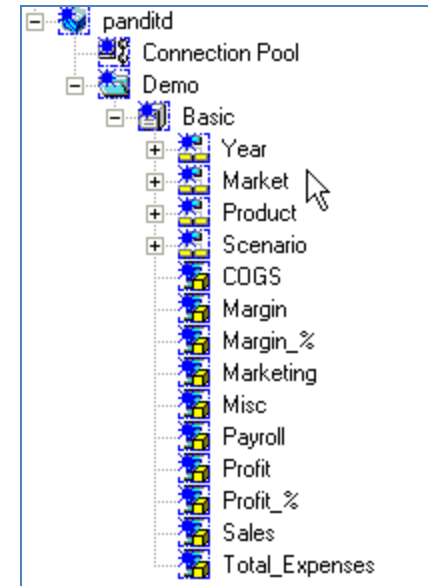 panditd
Connection Pool
Demo
Basic
Year
Market
Product
Scenario
COGS
Margin
Margin_%
Marketing
Misc
Payroll
Profit
Profit_%
Sales
Total_Expenses